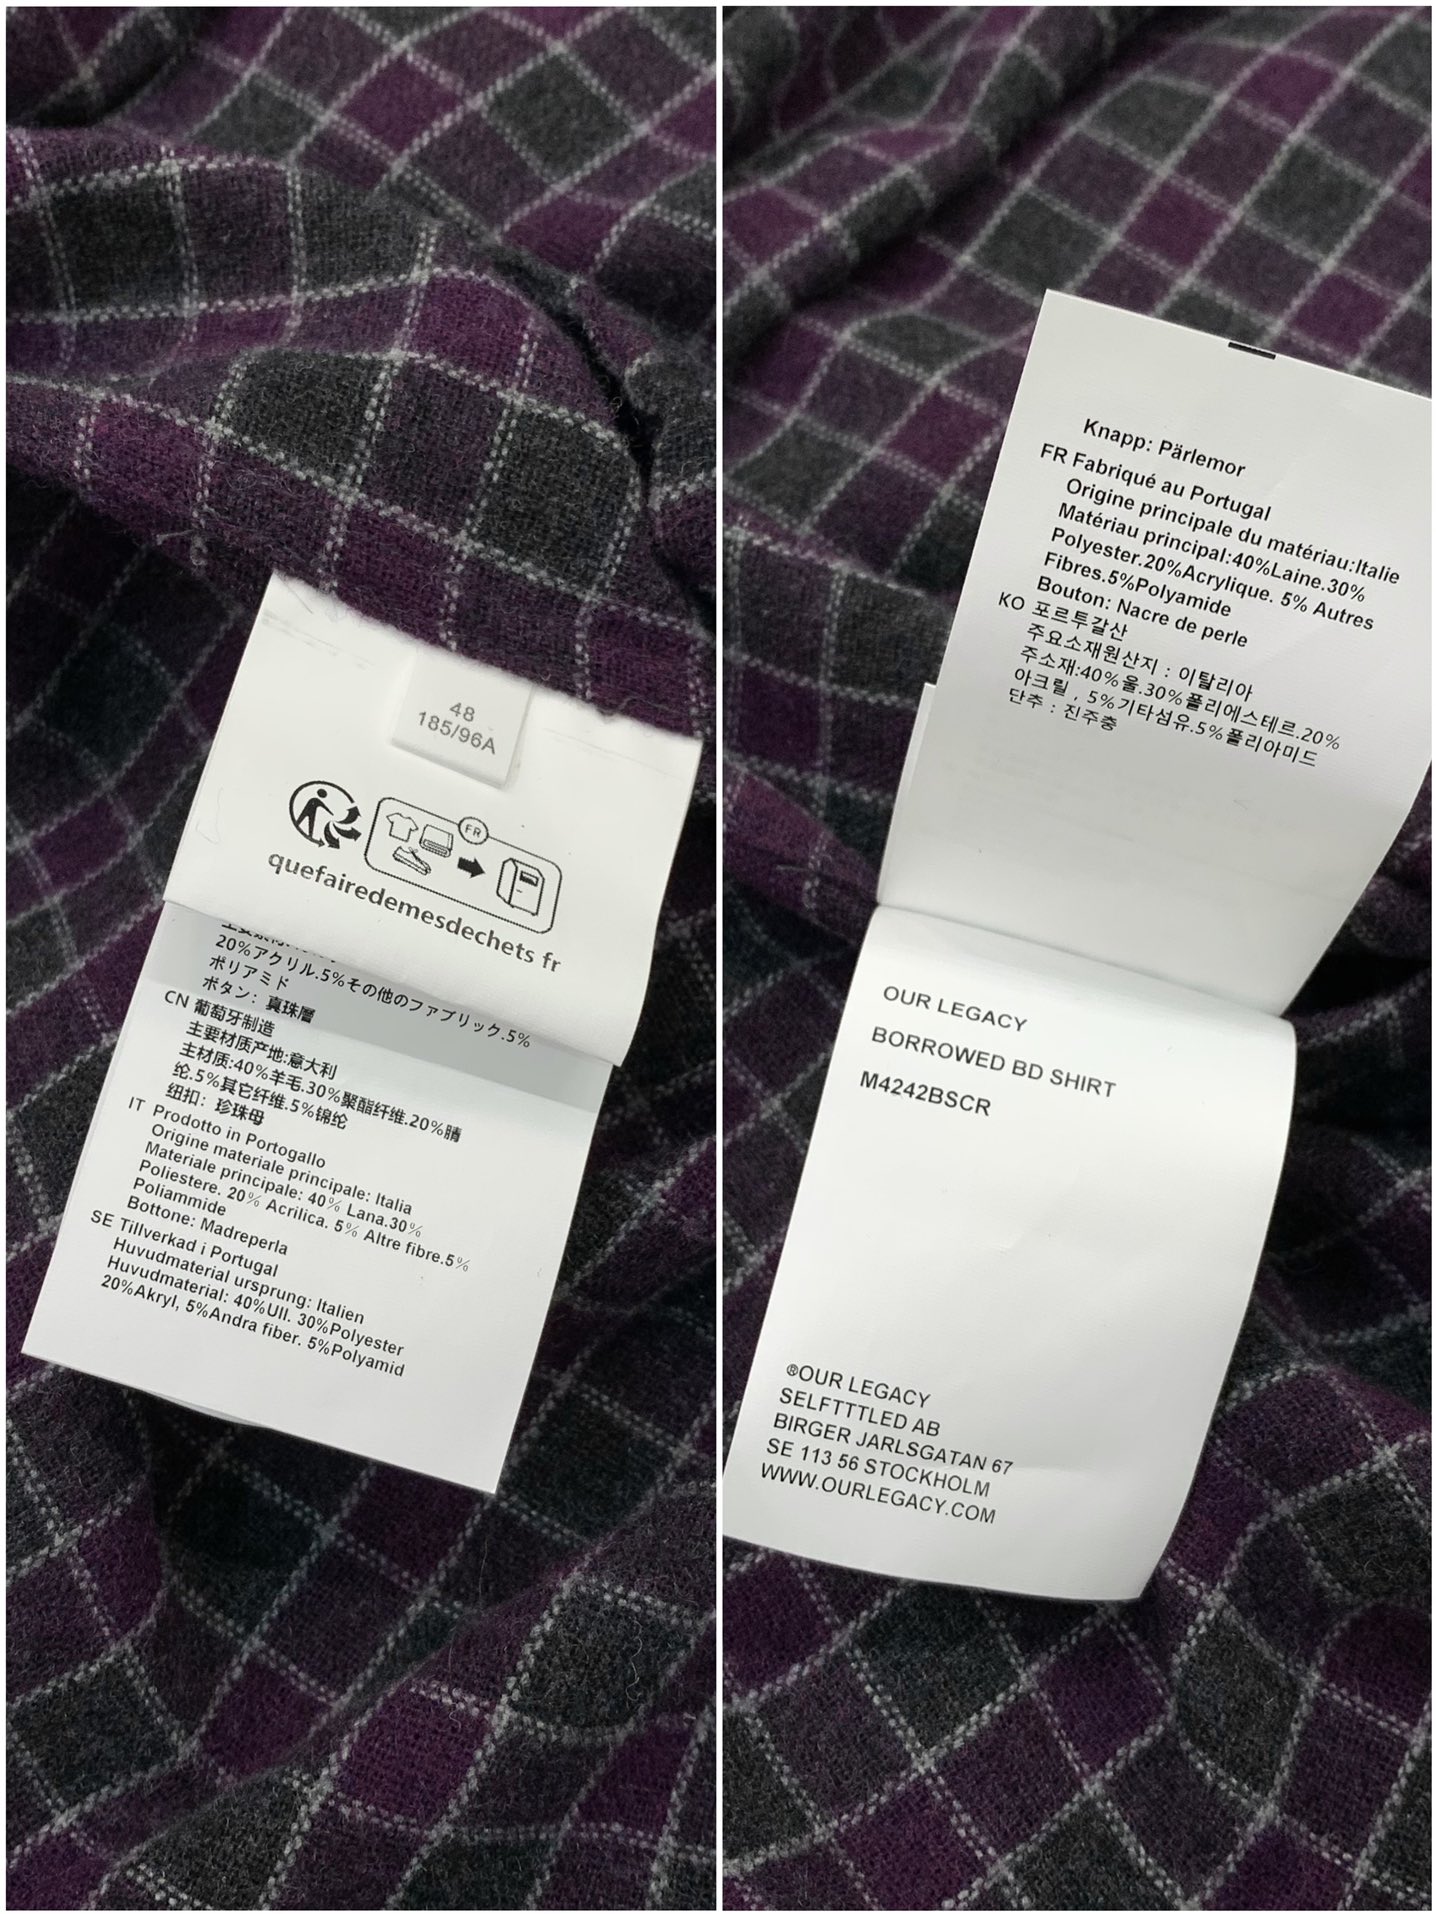 48
185/96A
FR
quefairedemesdechets fr
20%アクリル.5%その他のファブリック.5%
ポリアミド
ボタン: 真珠層
CN 葡萄牙制造
主要材质产地:意大利
主材质:40%羊毛.30%聚酯纤维.20%腈
纶.5%其它纤维.5%锦纶
纽扣: 珍珠母
IT Prodotto in Portogallo
Origine materiale principale: Italia
Materiale principale: 40% Lana.30%
Poliestere. 20% Acrilica. 5% Altre fibre.5%
Poliammide
Bottone: Madreperla
SE Tillverkad i Portugal
Huvudmaterial ursprung: Italien
Huvudmaterial: 40%Ull. 30%Polyester
20%Akryl, 5%Andra fiber. 5%Polyamid
Knapp: Pärlemor
FR Fabriqué au Portugal
Origine principale du matériau:Italie
Matériau principal:40%Laine.30%
Polyester.20%Acrylique. 5% Autres
Fibres.5%Polyamide
Bouton: Nacre de perle
KO 포르투갈산
주요소재원산지 : 이탈리아
주소재:40%울.30%폴리에스테르.20%
아크릴 , 5%기타섬유.5%폴리아미드
단추 : 진주충
OUR LEGACY
BORROWED BD SHIRT
M4242BSCR
®OUR LEGACY
SELFTTTLED AB
BIRGER JARLSGATAN 67
SE 113 56 STOCKHOLM
WWW.OURLEGACY.COM